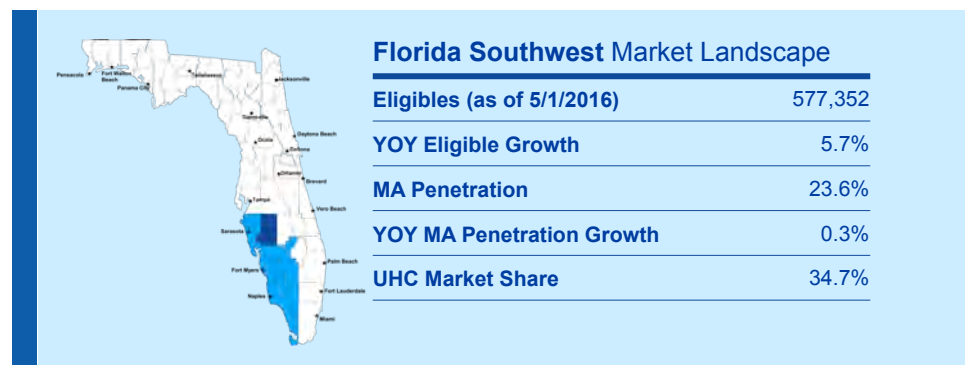 Florida Southwest Market Landscape
Eligibles (as of 5/1/2016) 577,352
YOY Eligible Growth 5.7%
MA Penetration 23.6%
YOY MA Penetration Growth 0.3%
UHC Market Share 34.7%
Pensacola
Fort Walton
Beach
Panama City
Tallahassee
Jacksonville
Gainsville
Ocala
Daytona Beach
Deltona
Orlando
Brevard
Tampa
Vero Beach
Sarasota
Palm Beach
Fort Myers
Fort Lauderdale
Naples
Miami